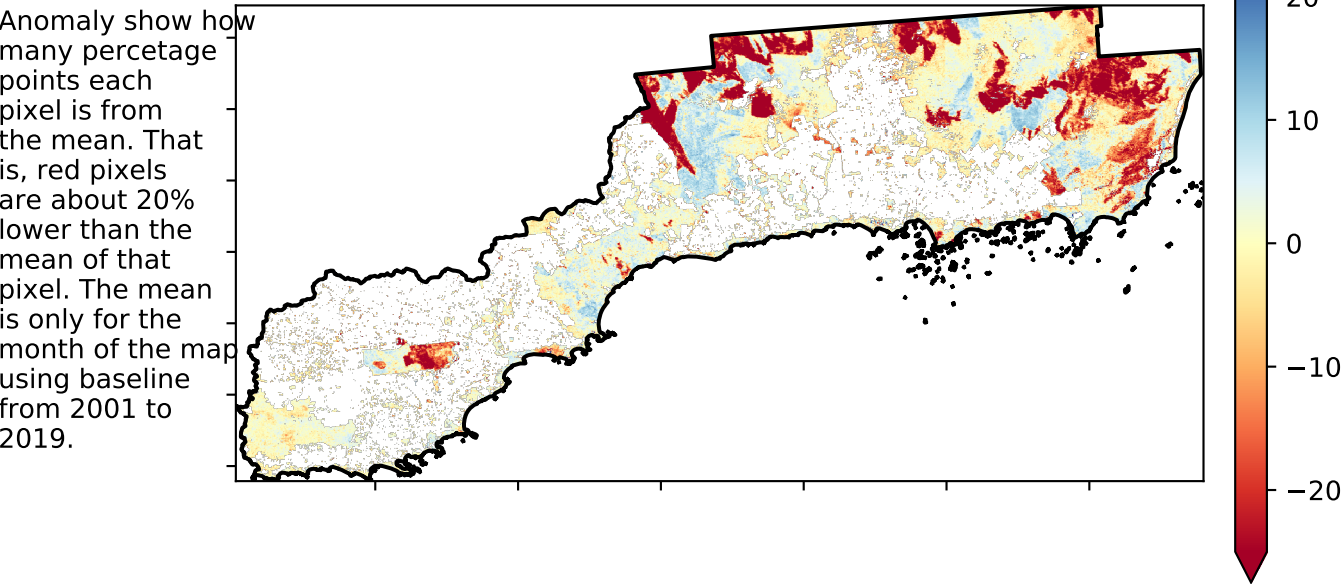 Anomaly show how
many percetage
points each
pixel is from
the mean. That
is, red pixels
are about 20%
lower than the
mean of that
pixel. The mean
is only for the
month of the map
using baseline
from 2001 to
2019.
20
10
0
−10
−20